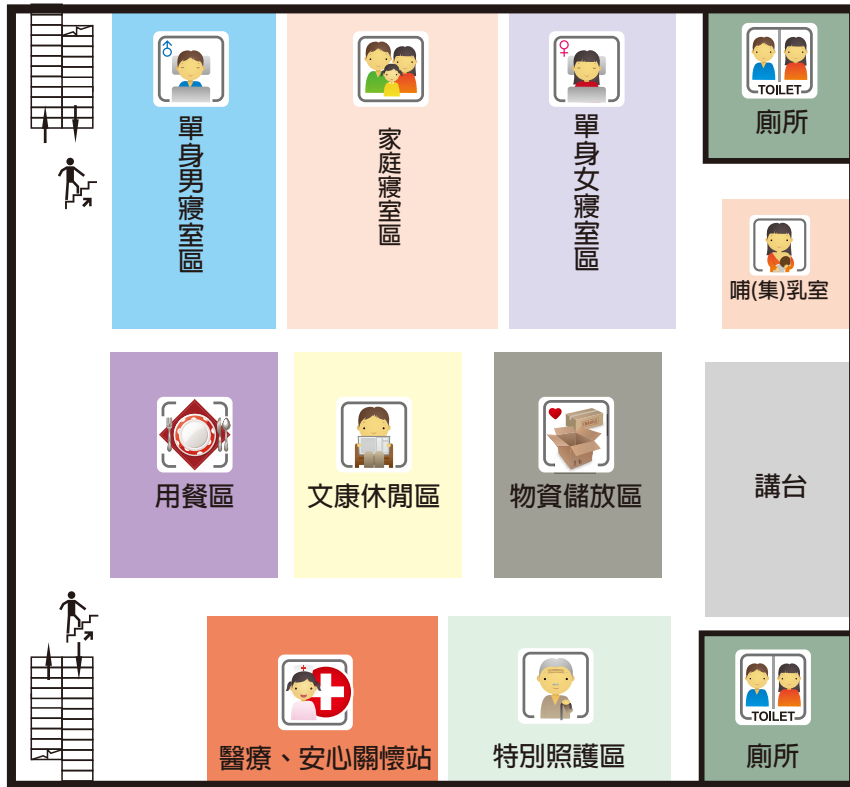 單身男寢室區
家庭寢室區
單身女寢室區
TOILET
廁所
哺(集)乳室
用餐區
文康休閒區
物資儲放區
講台
醫療、安心關懷站
特別照護區
TOILET
廁所